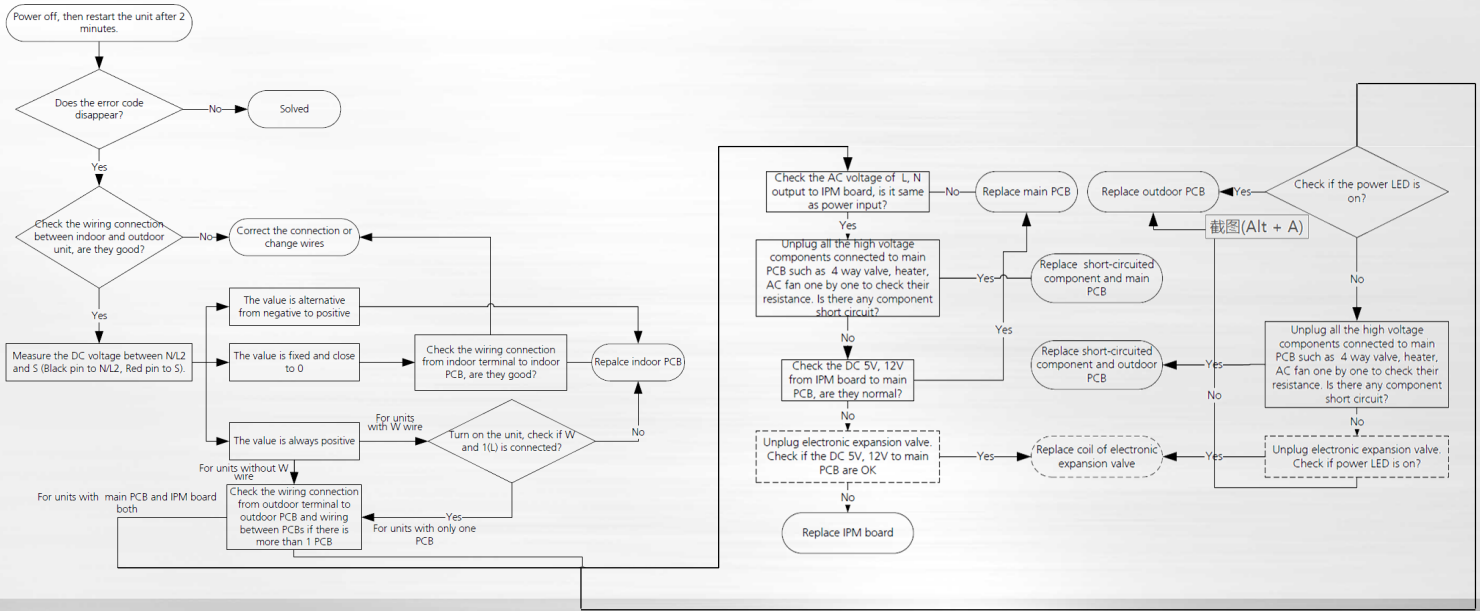 Power off, then restart the unit after 2
minutes.
Does the error code
disappear?
No
Solved
Yes
Check the wiring connection
between indoor and outdoor
unit, are they good?
No
Correct the connection or
change wires
Yes
Measure the DC voltage between N/L2
and S (Black pin to N/L2, Red pin to S).
The value is alternative
from negative to positive
The value is fixed and close
to 0
Check the wiring connection
from indoor terminal to indoor
PCB, are they good?
Repalce indoor PCB
The value is always positive
For units
with W wire
Turn on the unit, check if W
and 1(L) is connected?
No
For units without W
wire
For units with main PCB and IPM board
both
Check the wiring connection
from outdoor terminal to
outdoor PCB and wiring
between PCBs if there is
more than 1 PCB
Yes
For units with only one
PCB
Check the AC voltage of L, N
output to IPM board, is it same
as power input?
No
Replace main PCB
Yes
Unplug all the high voltage
components connected to main
PCB such as 4 way valve, heater,
AC fan one by one to check their
resistance. Is there any component
short circuit?
Yes
Replace short-circuited
component and main
PCB
No
Check the DC 5V, 12V
from IPM board to main
PCB, are they normal?
Yes
No
Unplug electronic expansion valve.
Check if the DC 5V, 12V to main
PCB are OK
Yes
Replace coil of electronic
expansion valve
No
Replace IPM board
Check if the power LED is
on?
Yes
Replace outdoor PCB
截图(Alt + A)
No
Unplug all the high voltage
components connected to main
PCB such as 4 way valve, heater,
AC fan one by one to check their
resistance. Is there any component
short circuit?
Yes
Replace short-circuited
component and outdoor
PCB
No
No
Unplug electronic expansion valve.
Check if power LED is on?
Yes